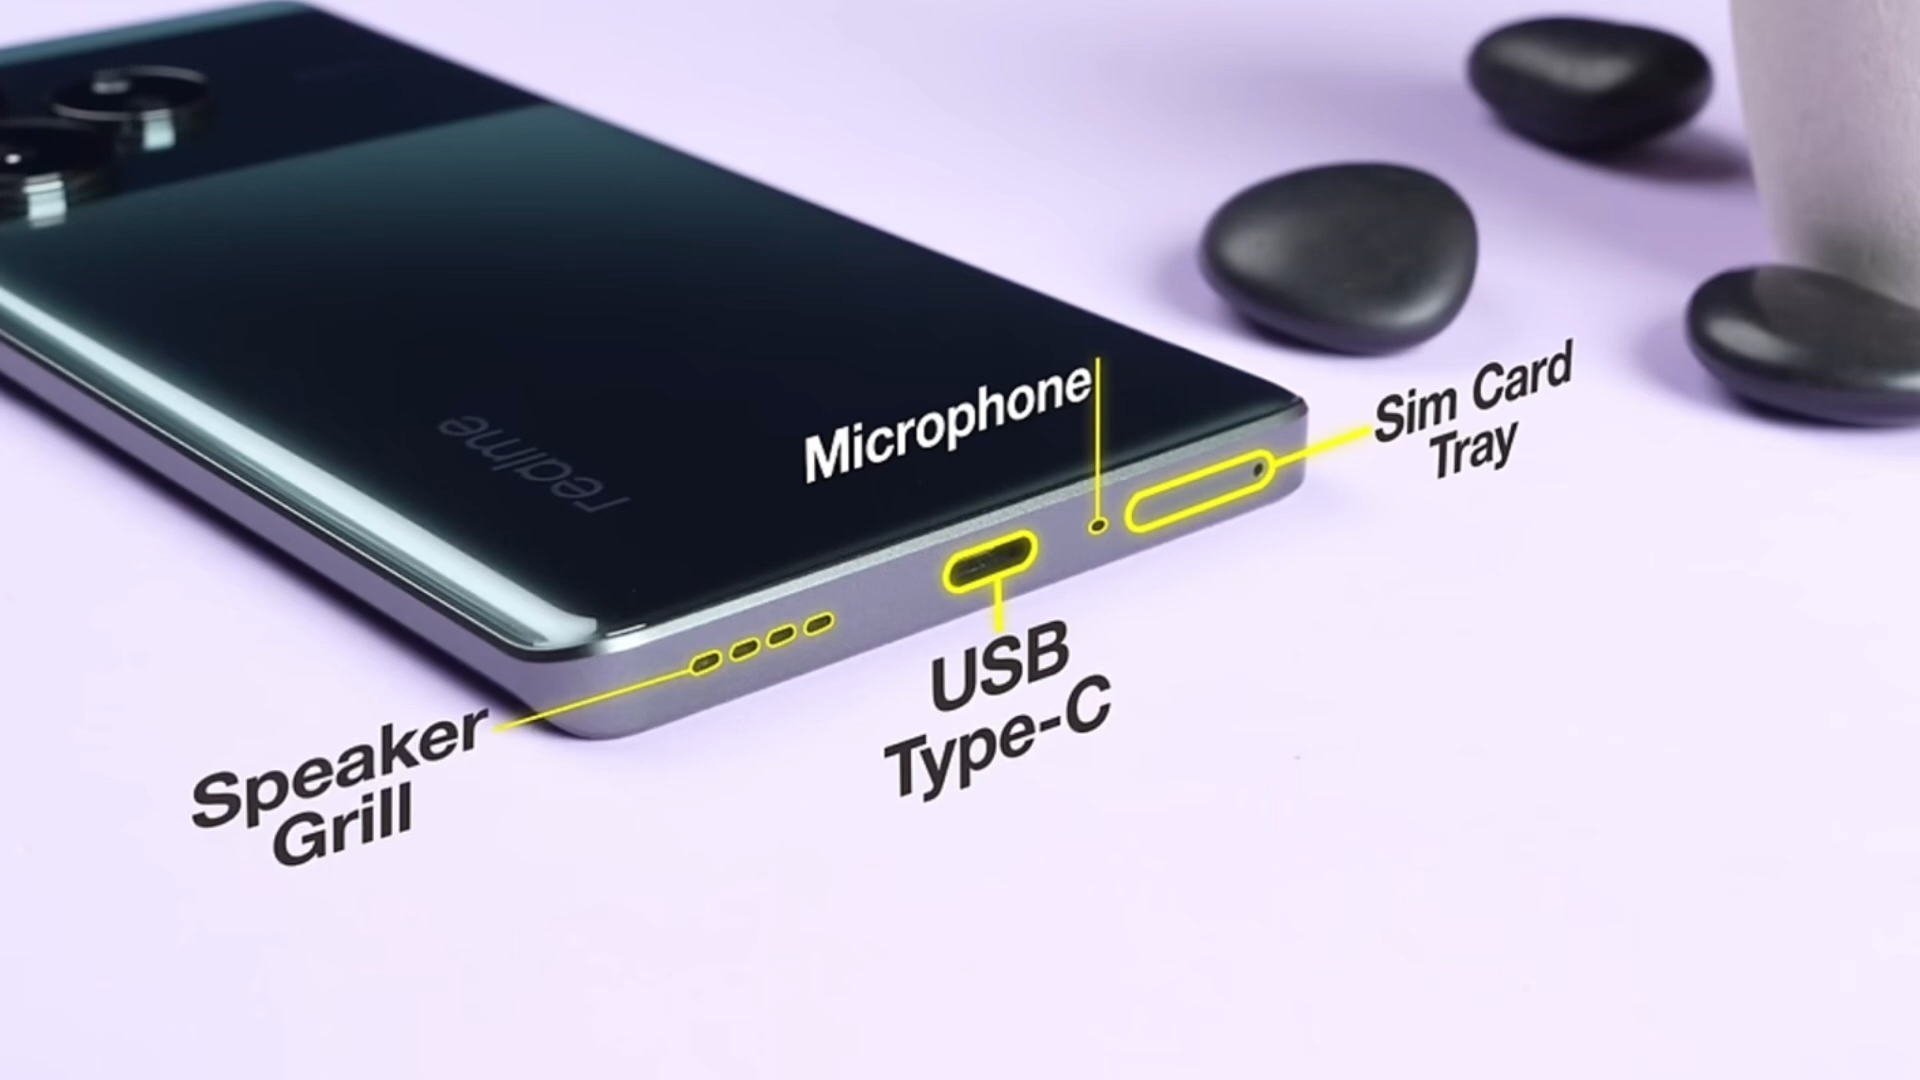 Microphone
Sim Card
Tray
realme
USB
Type-C
Speaker
Grill